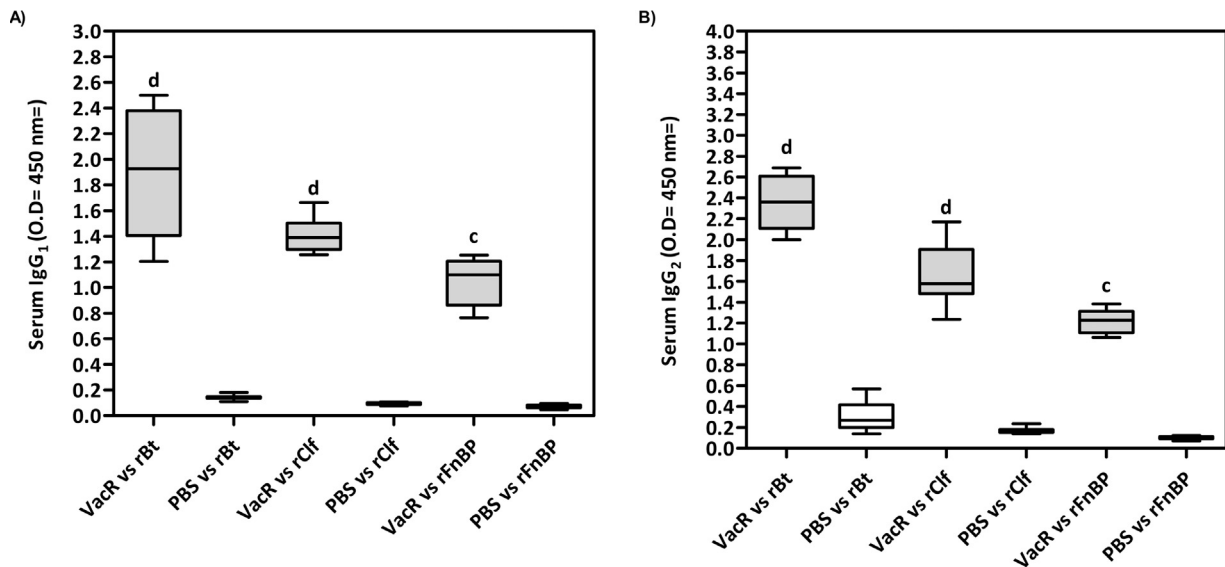 A)
Serum IgG1 (O.D= 450 nm=)
3.0
2.8
2.6
2.4
2.2
2.0
1.8
1.6
1.4
1.2
1.0
0.8
0.6
0.4
0.2
0.0
d
d
c
VacR vs rBt
PBS vs rBt
VacR vs rClf
PBS vs rClf
VacR vs rFnBP
PBS vs rFnBP
B)
Serum IgG2 (O.D= 450 nm=)
4.0
3.8
3.6
3.4
3.2
3.0
2.8
2.6
2.4
2.2
2.0
1.8
1.6
1.4
1.2
1.0
0.8
0.6
0.4
0.2
0.0
d
d
c
VacR vs rBt
PBS vs rBt
VacR vs rClf
PBS vs rClf
VacR vs rFnBP
PBS vs rFnBP